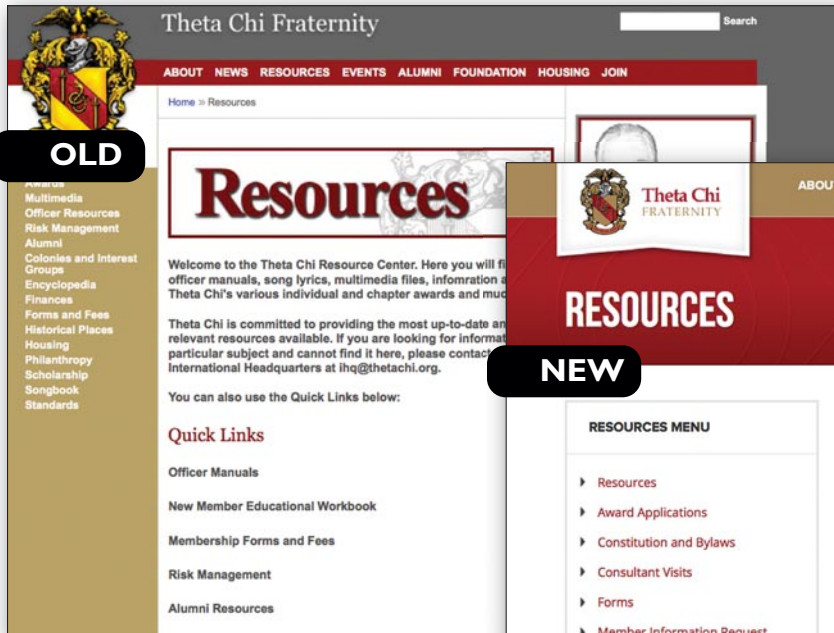 Theta Chi Fraternity
Search
ABOUT NEWS RESOURCES EVENTS ALUMNI FOUNDATION HOUSING JOIN
Home » Resources
OLD
Awards
Multimedia
Officer Resources
Risk Management
Alumni
Colonies and Interest
Groups
Encyclopedia
Finances
Forms and Fees
Historical Places
Housing
Philanthropy
Scholarship
Songbook
Standards
Resources
Welcome to the Theta Chi Resource Center. Here you will
officer manuals, song lyrics, multimedia files, infomration
Theta Chi's various individual and chapter awards and
Theta Chi is committed to providing the most up-to-date
relevant resources available. If you are looking for
particular subject and cannot find it here, please contact
International Headquarters at ihq@thetachi.org.
You can also use the Quick Links below:
Quick Links
Officer Manuals
New Member Educational Workbook
Membership Forms and Fees
Risk Management
Alumni Resources
Theta Chi
FRATERNITY
RESOURCES
NEW
RESOURCES MENU
Resources
Award Applications
Constitution and Bylaws
Consultant Visits
Forms
Member Information Request